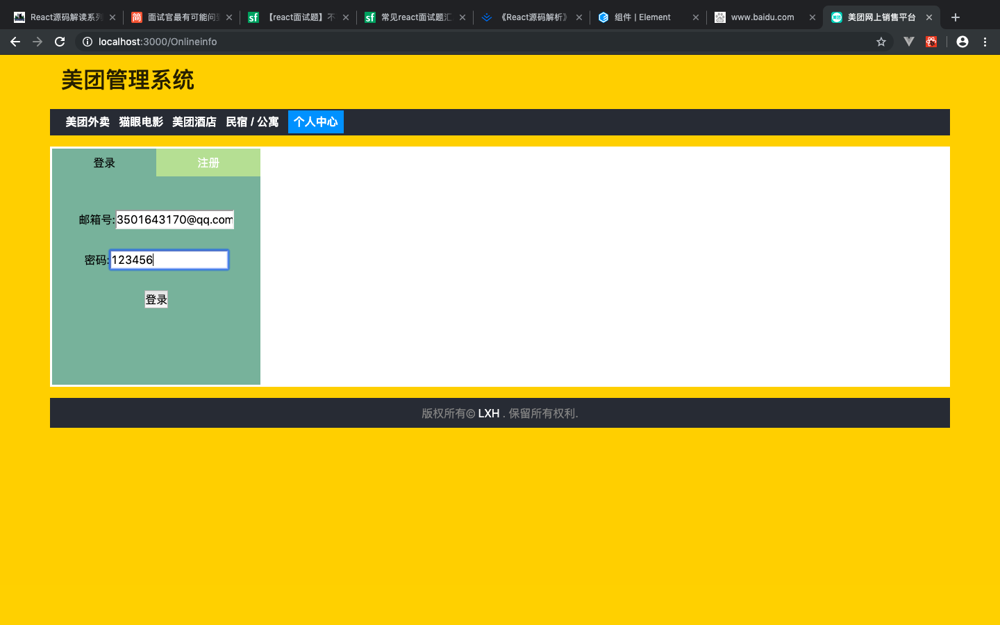 React源码解读系列
面试官最有可能问到
【react面试题】不
常见react面试题汇
《React源码解析》
组件 | Element
www.baidu.com
美团网上销售平台
localhost:3000/Onlineinfo
美团管理系统
美团外卖 猫眼电影 美团酒店 民宿 / 公寓 个人中心
登录 注册
邮箱号:3501643170@qq.com
密码:123456
登录
版权所有© LXH . 保留所有权利.